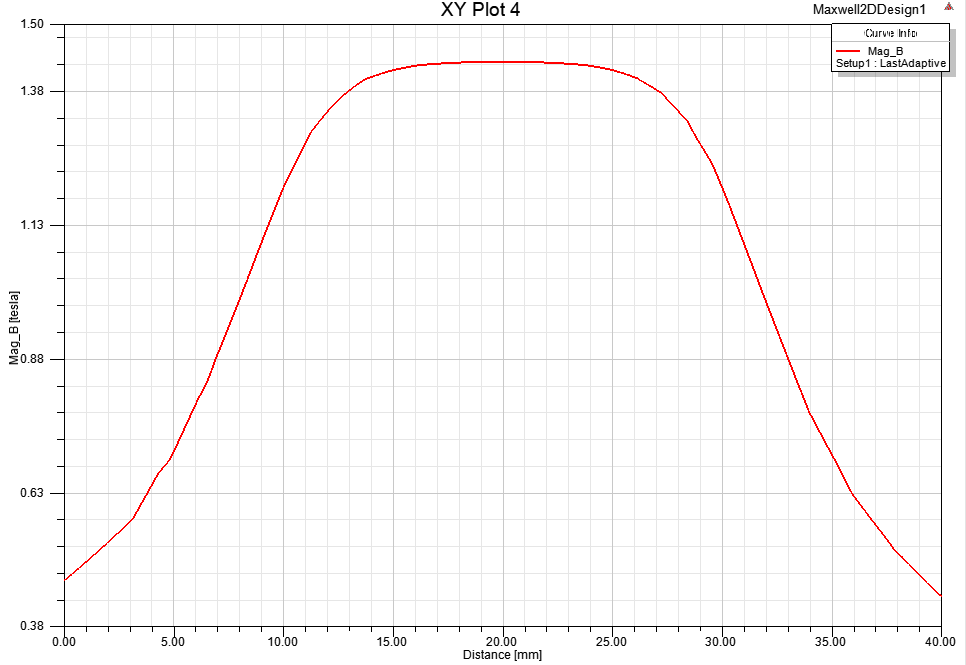 XY Plot 4
Maxwell2DDesign1
Curve Info
Mag_B
Setup1 : LastAdaptive
1.50
1.38
1.13
0.88
0.63
0.38
Mag_B [tesla]
0.00 5.00 10.00 15.00 20.00 25.00 30.00 35.00 40.00
Distance [mm]